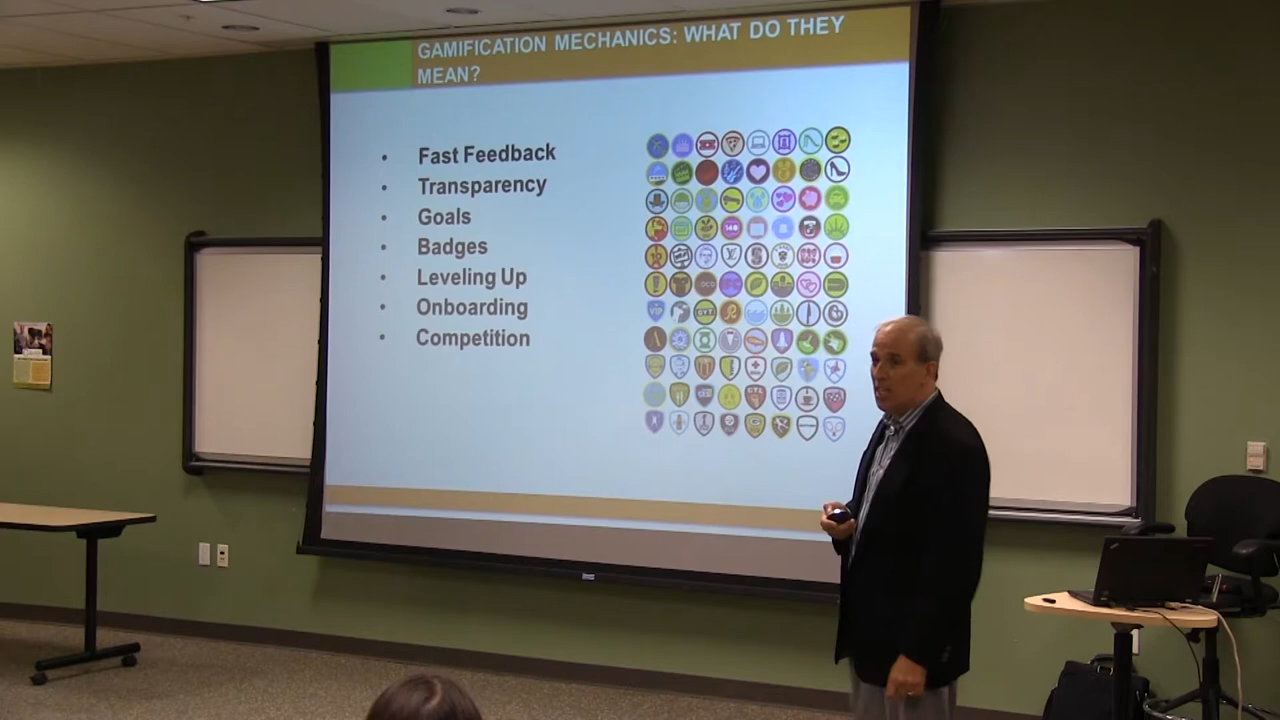 GAMIFICATION MECHANICS: WHAT DO THEY
MEAN?
• Fast Feedback
• Transparency
• Goals
• Badges
• Leveling Up
• Onboarding
• Competition